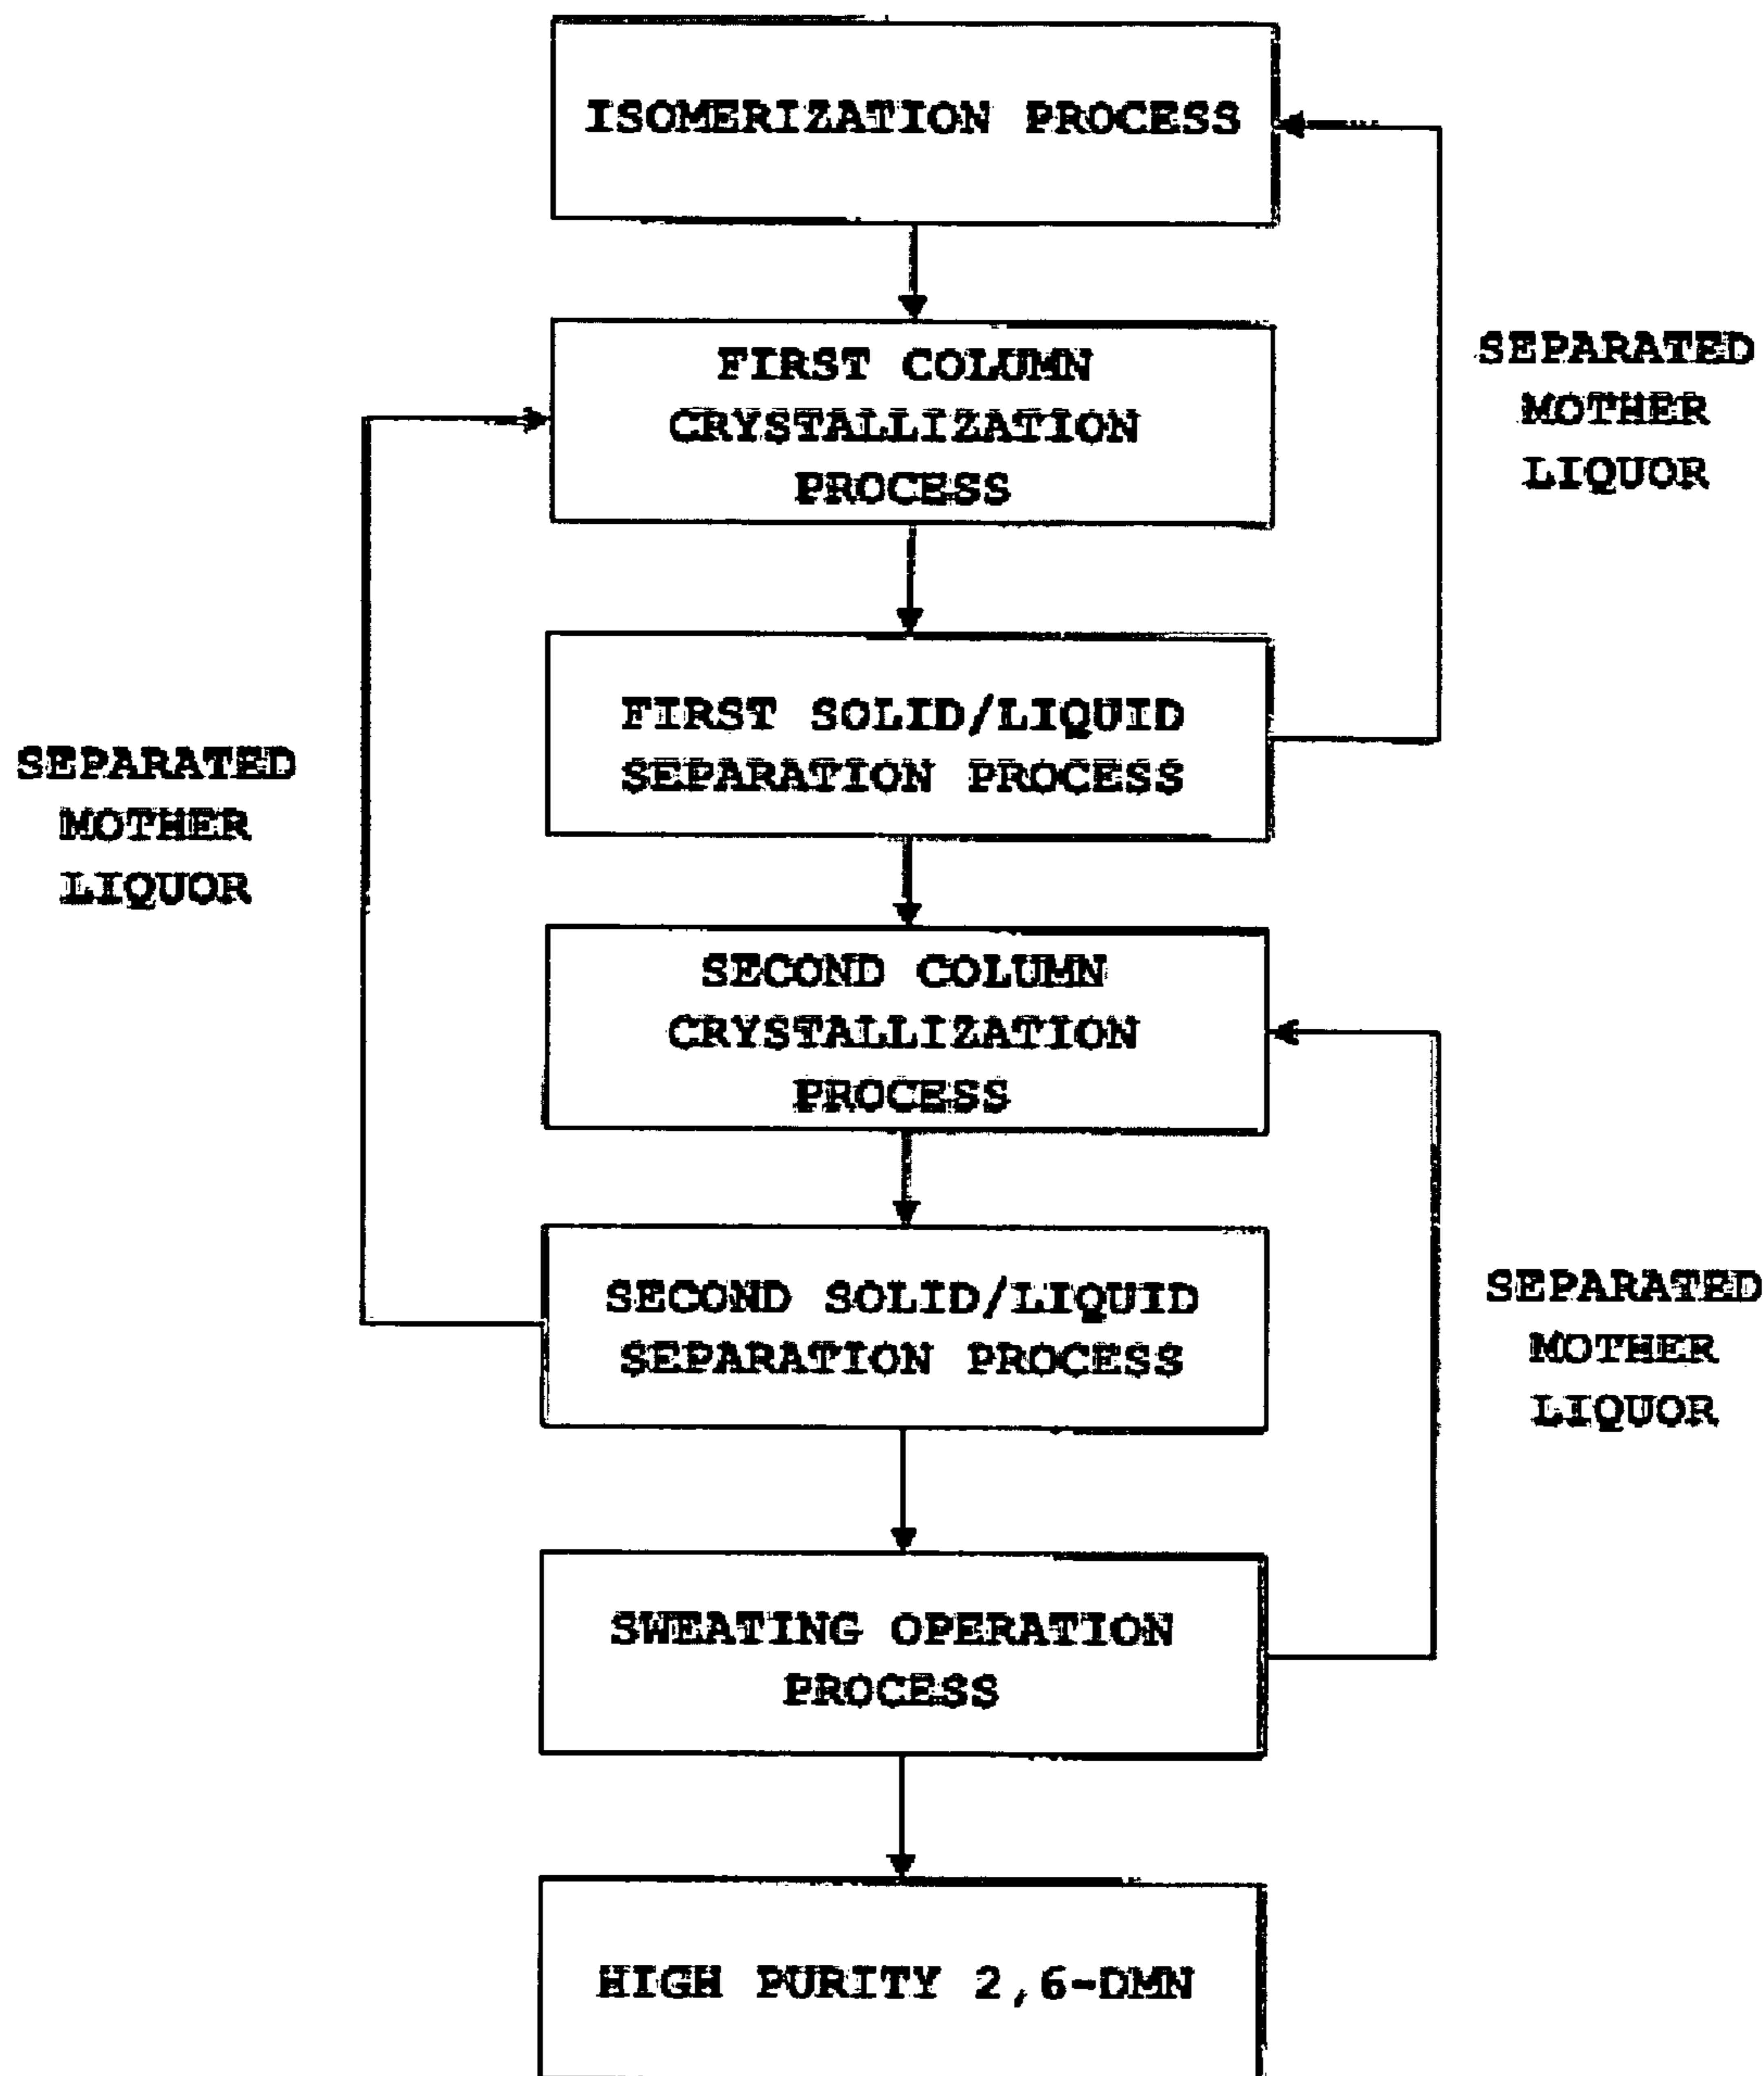 ISOMERIZATION PROCESS
FIRST COLUMN
CRYSTALLIZATION
PROCESS
SEPARATED
MOTHER
LIQUOR
FIRST SOLID/LIQUID
SEPARATION PROCESS
SEPARATED
MOTHER
LIQUOR
SECOND COLUMN
CRYSTALLIZATION
PROCESS
SECOND SOLID/LIQUID
SEPARATION PROCESS
SEPARATED
MOTHER
LIQUOR
SWEATING OPERATION
PROCESS
HIGH PURITY 2,6-DMN